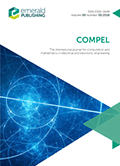 emerald
PUBLISHING
COMPEL
The international journal for computation and
mathematics in electrical and electronic engineering